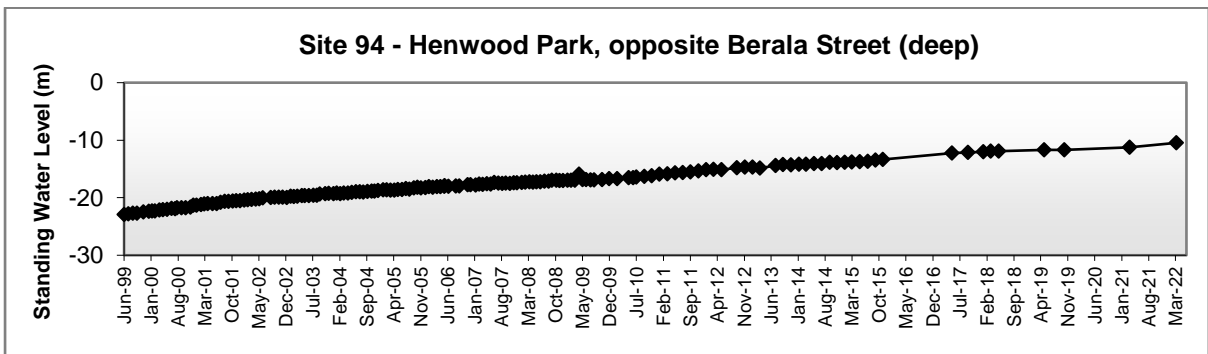 Site 94 - Henwood Park, opposite Berala Street (deep)
Standing Water Level (m)
0
-10
-20
-30
Jun-99
Jan-00
Aug-00
Mar-01
Oct-01
May-02
Dec-02
Jul-03
Feb-04
Sep-04
Apr-05
Nov-05
Jun-06
Jan-07
Aug-07
Mar-08
Oct-08
May-09
Dec-09
Jul-10
Feb-11
Sep-11
Apr-12
Nov-12
Jun-13
Jan-14
Aug-14
Mar-15
Oct-15
May-16
Dec-16
Jul-17
Feb-18
Sep-18
Apr-19
Nov-19
Jun-20
Jan-21
Aug-21
Mar-22